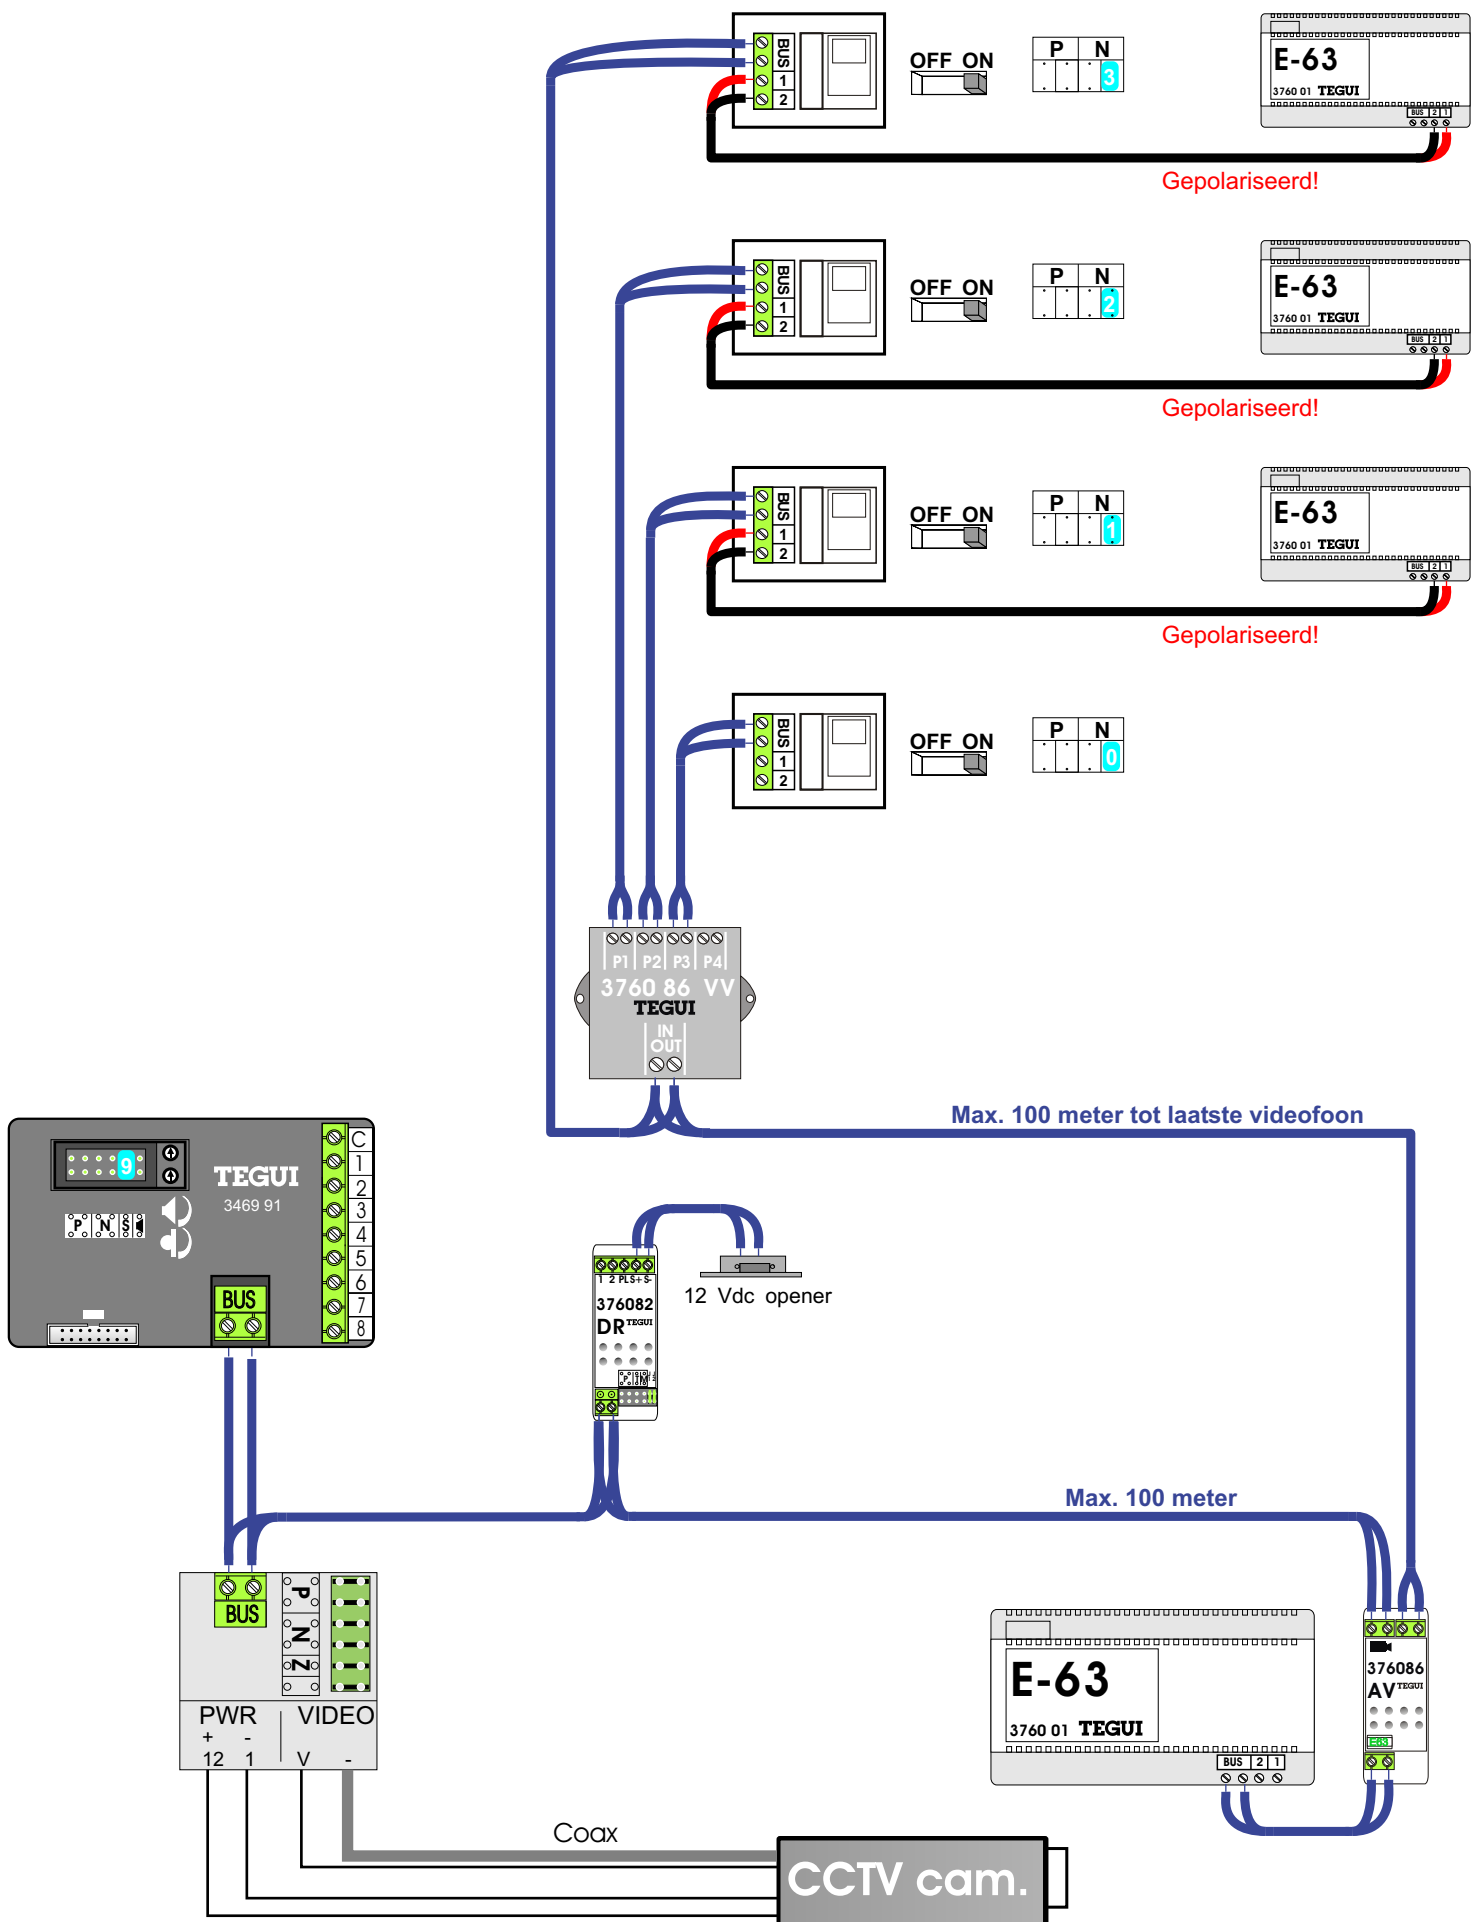 BUS
1
2
OFF ON
P N
3
E-63
3760 01 TEGUI
BUS 2 1
Gepolariseerd!
BUS
1
2
OFF ON
P N
2
E-63
3760 01 TEGUI
BUS 2 1
Gepolariseerd!
BUS
1
2
OFF ON
P N
1
E-63
3760 01 TEGUI
BUS 2 1
Gepolariseerd!
BUS
1
2
OFF ON
P N
0
P1 P2 P3 P4
3760 86 VV
TEGUI
IN
OUT
Max. 100 meter tot laatste videofoon
9
TEGUI
3469 91
P N S
C
1
2
3
4
5
6
7
8
BUS
1 2 PL S+ S-
376082
DR TEGUI
P TM
12 Vdc opener
Max. 100 meter
BUS
P
N
Z
PWR VIDEO
+ -
12 1 V -
E-63
3760 01 TEGUI
BUS 2 1
376086
AV TEGUI
E-63
Coax
CCTV cam.